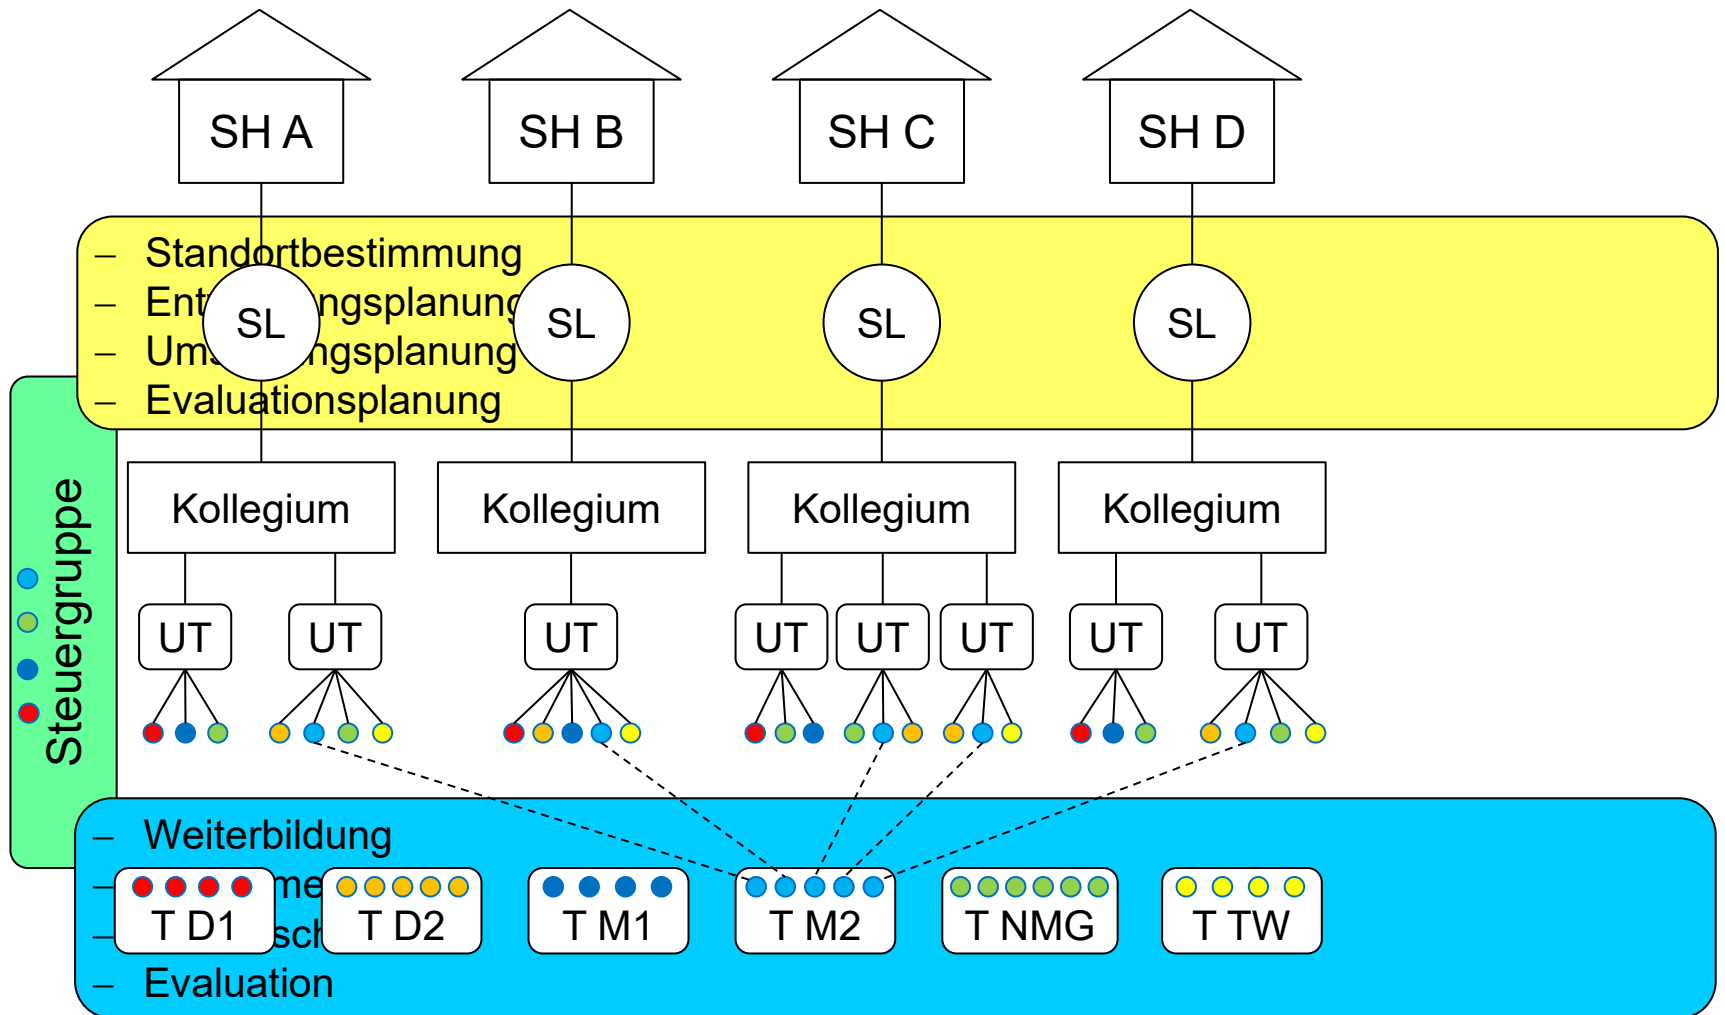 SH A
SH B
SH C
SH D
– Standortbestimmung
–
–
– Evaluationsplanung
SL
SL
SL
SL
Kollegium
Kollegium
Kollegium
Kollegium
Steuergruppe
UT
UT
UT
UT
UT
UT
UT
UT
– Weiterbildung
–
–
– Evaluation
T D1
T D2
T M1
T M2
T NMG
T TW